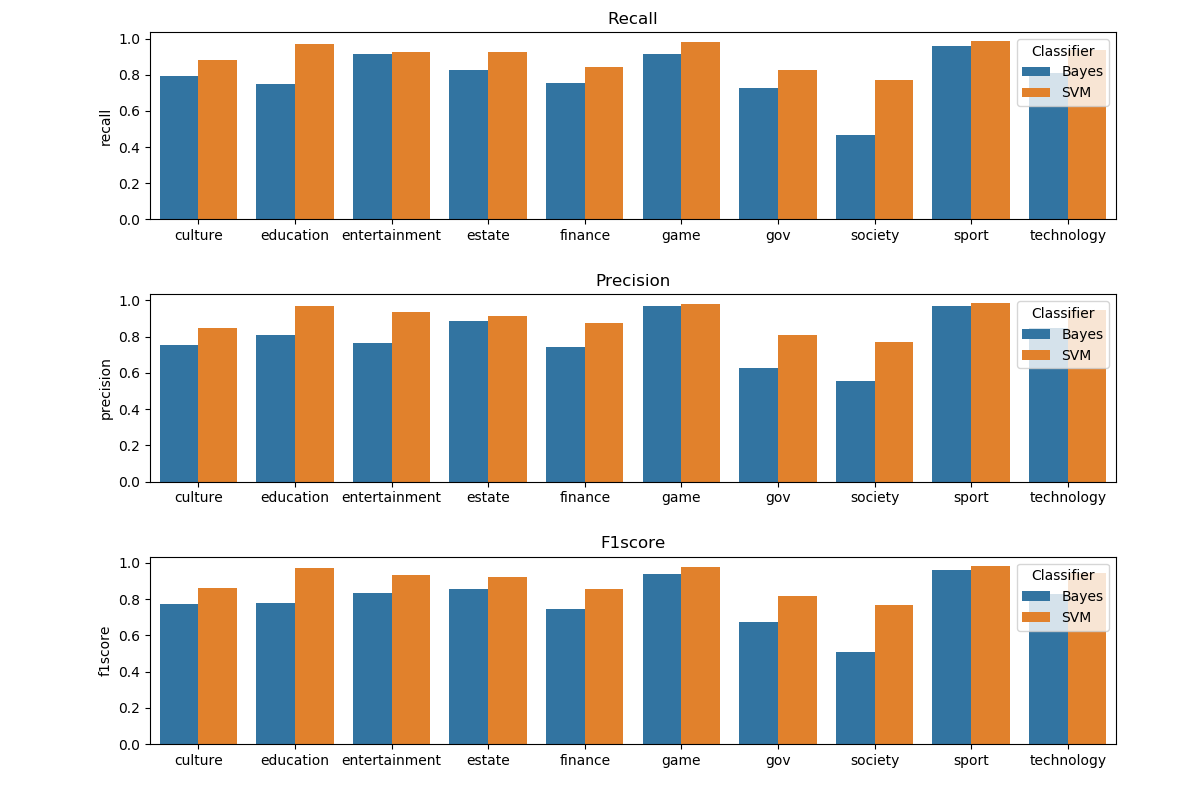 Recall
recall
1.0
0.8
0.6
0.4
0.2
0.0
Classifier
Bayes
SVM
culture education entertainment estate finance game gov society sport technology
Precision
precision
1.0
0.8
0.6
0.4
0.2
0.0
Classifier
Bayes
SVM
culture education entertainment estate finance game gov society sport technology
F1score
f1score
1.0
0.8
0.6
0.4
0.2
0.0
Classifier
Bayes
SVM
culture education entertainment estate finance game gov society sport technology